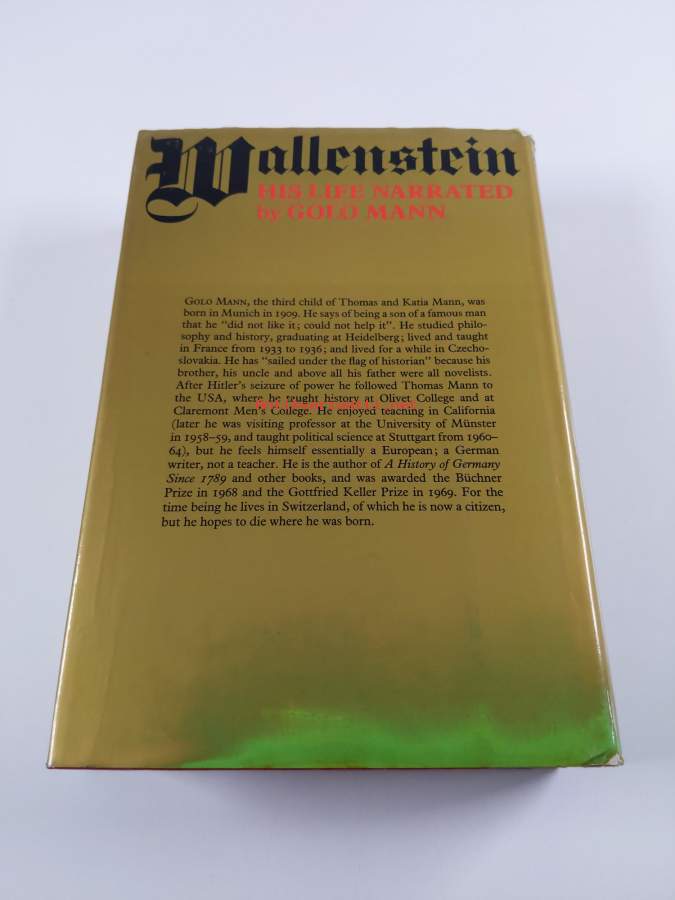 Wallenstein
HIS LIFE NARRATED
by GOLO MANN
GOLO MANN, the third child of Thomas and Katia Mann, was
born in Munich in 1909. He says of being a son of a famous man
that he "did not like it; could not help it". He studied philo-
sophy and history, graduating at Heidelberg; lived and taught
in France from 1933 to 1936; and lived for a while in Czecho-
slovakia. He has "sailed under the flag of historian" because his
brother, his uncle and above all his father were all novelists.
After Hitler's seizure of power he followed Thomas Mann to
the USA, where he taught history at Olivet College and at
Claremont Men's College. He enjoyed teaching in California
(later he was visiting professor at the University of Münster
in 1958–59, and taught political science at Stuttgart from 1960–
64), but he feels himself essentially a European; a German
writer, not a teacher. He is the author of A History of Germany
Since 1789 and other books, and was awarded the Büchner
Prize in 1968 and the Gottfried Keller Prize in 1969. For the
time being he lives in Switzerland, of which he is now a citizen,
but he hopes to die where he was born.